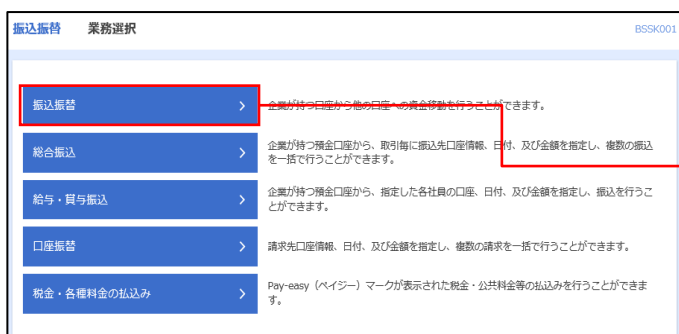 振込振替 業務選択 BSSK001
振込振替 企業が持つ口座から他の口座への資金移動を行うことができます。
総合振込 企業が持つ預金口座から、取引毎に振込先口座情報、日付、及び金額を指定し、複数の振込
を一括で行うことができます。
給与・賞与振込 企業が持つ預金口座から、指定した各社員の口座、日付、及び金額を指定し、振込を行うこ
とができます。
口座振替 請求先口座情報、日付、及び金額を指定し、複数の請求を一括で行うことができます。
税金・各種料金の払込み Pay-easy（ペイジー）マークが表示された税金・公共料金等の払込みを行うことができま
す。